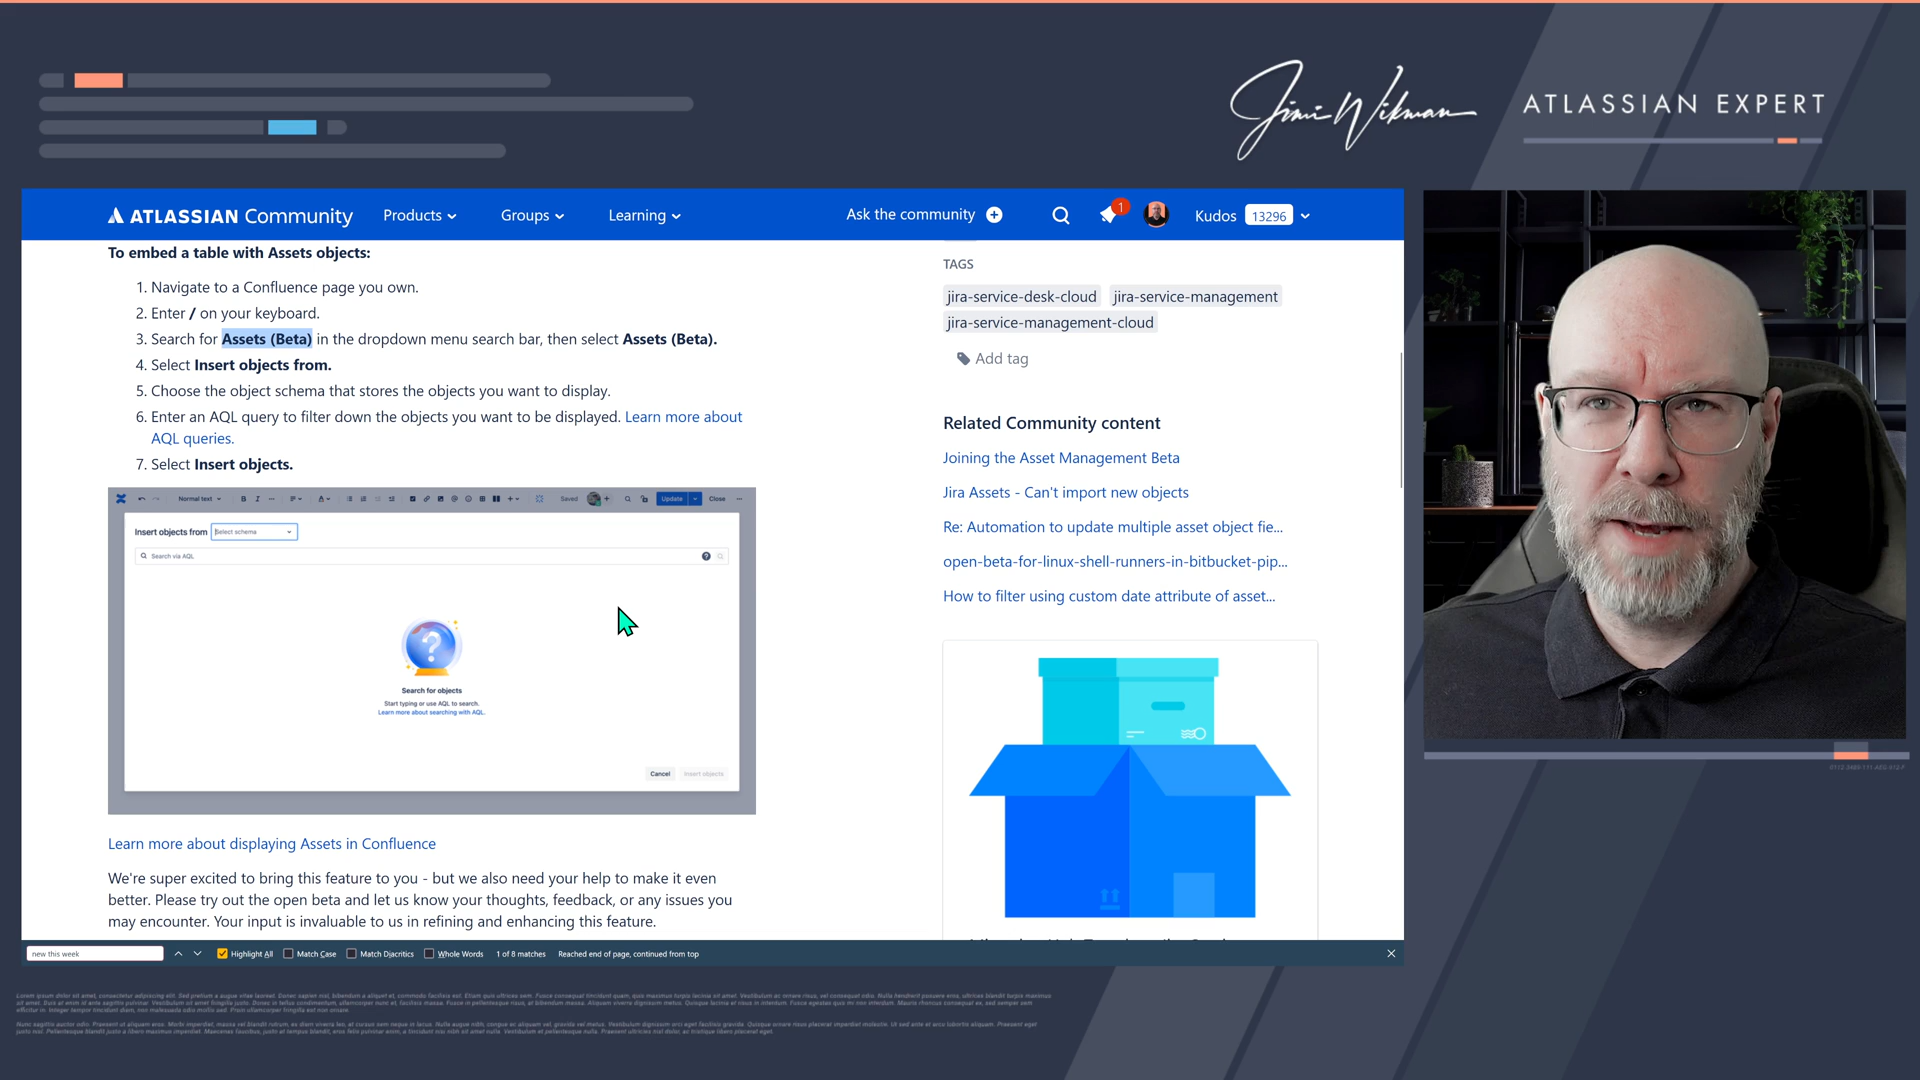 Jimi Wikman
ATLASSIAN EXPERT
ATLASSIAN Community
Products
Groups
Learning
Ask the community
1
Kudos
13296
To embed a table with Assets objects:
1. Navigate to a Confluence page you own.
2. Enter / on your keyboard.
3. Search for Assets (Beta) in the dropdown menu search bar, then select Assets (Beta).
4. Select Insert objects from.
5. Choose the object schema that stores the objects you want to display.
6. Enter an AQL query to filter down the objects you want to be displayed. Learn more about
AQL queries.
7. Select Insert objects.
Normal text
B I
A
Saved
Update
Close
Insert objects from
Select schema
Search via AQL
Search for objects
Start typing or use AQL to search.
Learn more about searching with AQL.
Cancel
Insert objects
Learn more about displaying Assets in Confluence
We're super excited to bring this feature to you - but we also need your help to make it even
better. Please try out the open beta and let us know your thoughts, feedback, or any issues you
may encounter. Your input is invaluable to us in refining and enhancing this feature.
TAGS
jira-service-desk-cloud
jira-service-management
jira-service-management-cloud
Add tag
Related Community content
Joining the Asset Management Beta
Jira Assets - Can't import new objects
Re: Automation to update multiple asset object fie...
open-beta-for-linux-shell-runners-in-bitbucket-pip...
How to filter using custom date attribute of asset...
new this week
Highlight All
Match Case
Match Diacritics
Whole Words
1 of 8 matches
Reached end of page, continued from top